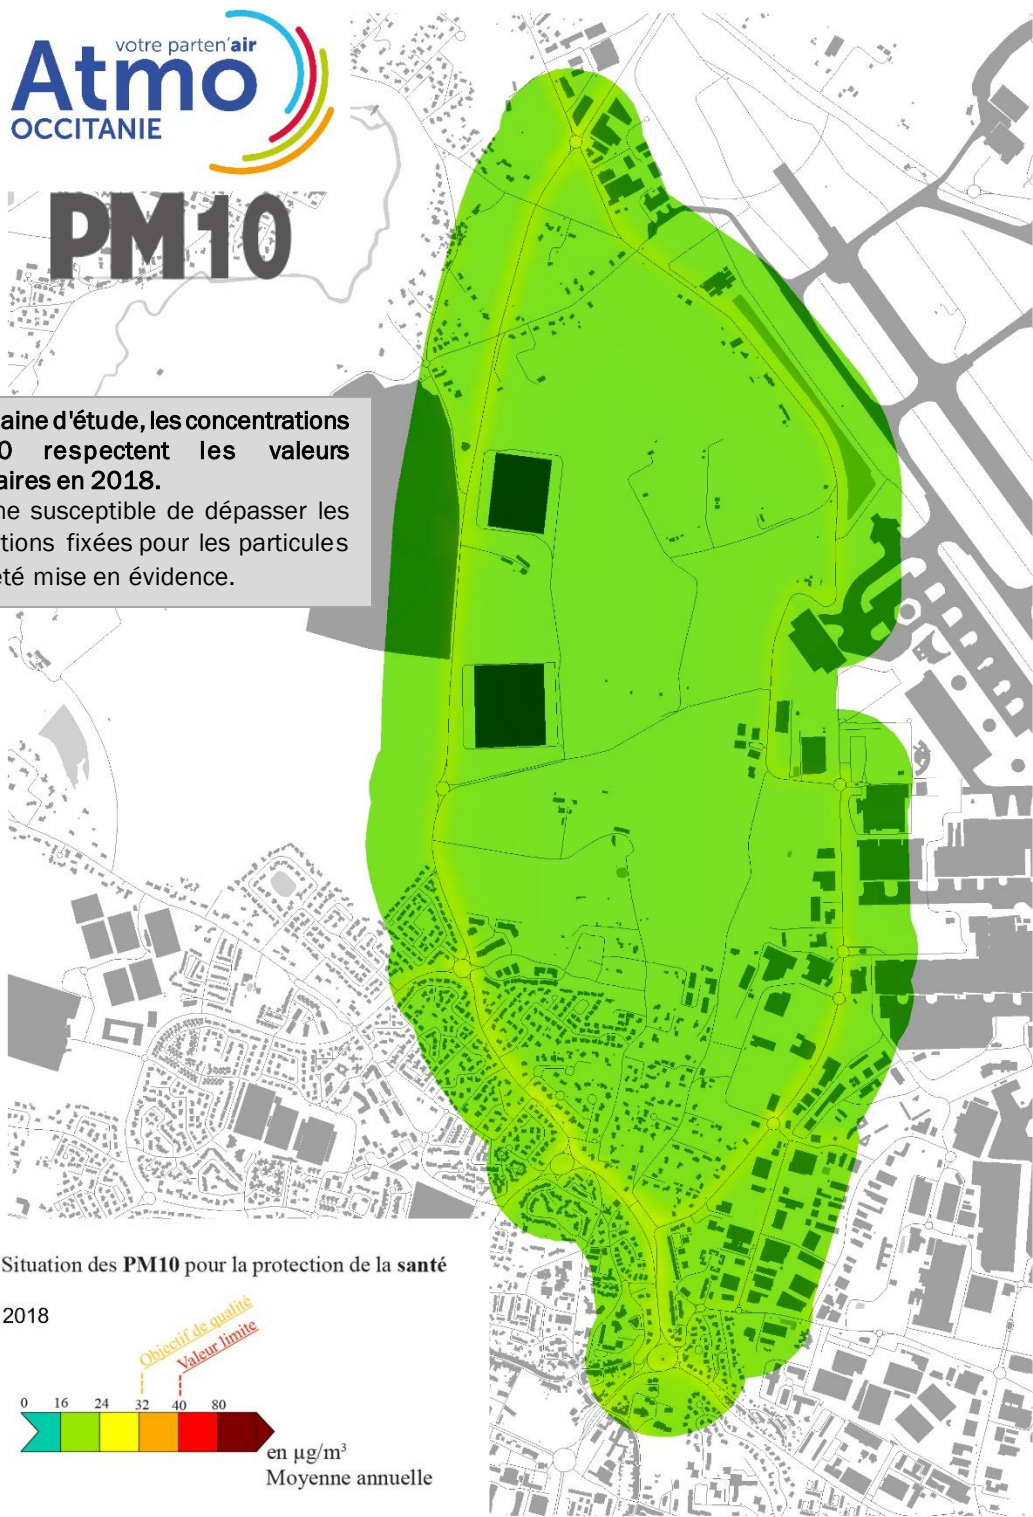 votre parten'air
Atmo
OCCITANIE
PM10
aine d'étude, les concentrations
0 respectent les valeurs
aires en 2018.
ne susceptible de dépasser les
tions fixées pour les particules
été mise en évidence.
Situation des PM10 pour la protection de la santé
2018
Objectif de qualité
Valeur limite
0 16 24 32 40 80
en µg/m³
Moyenne annuelle